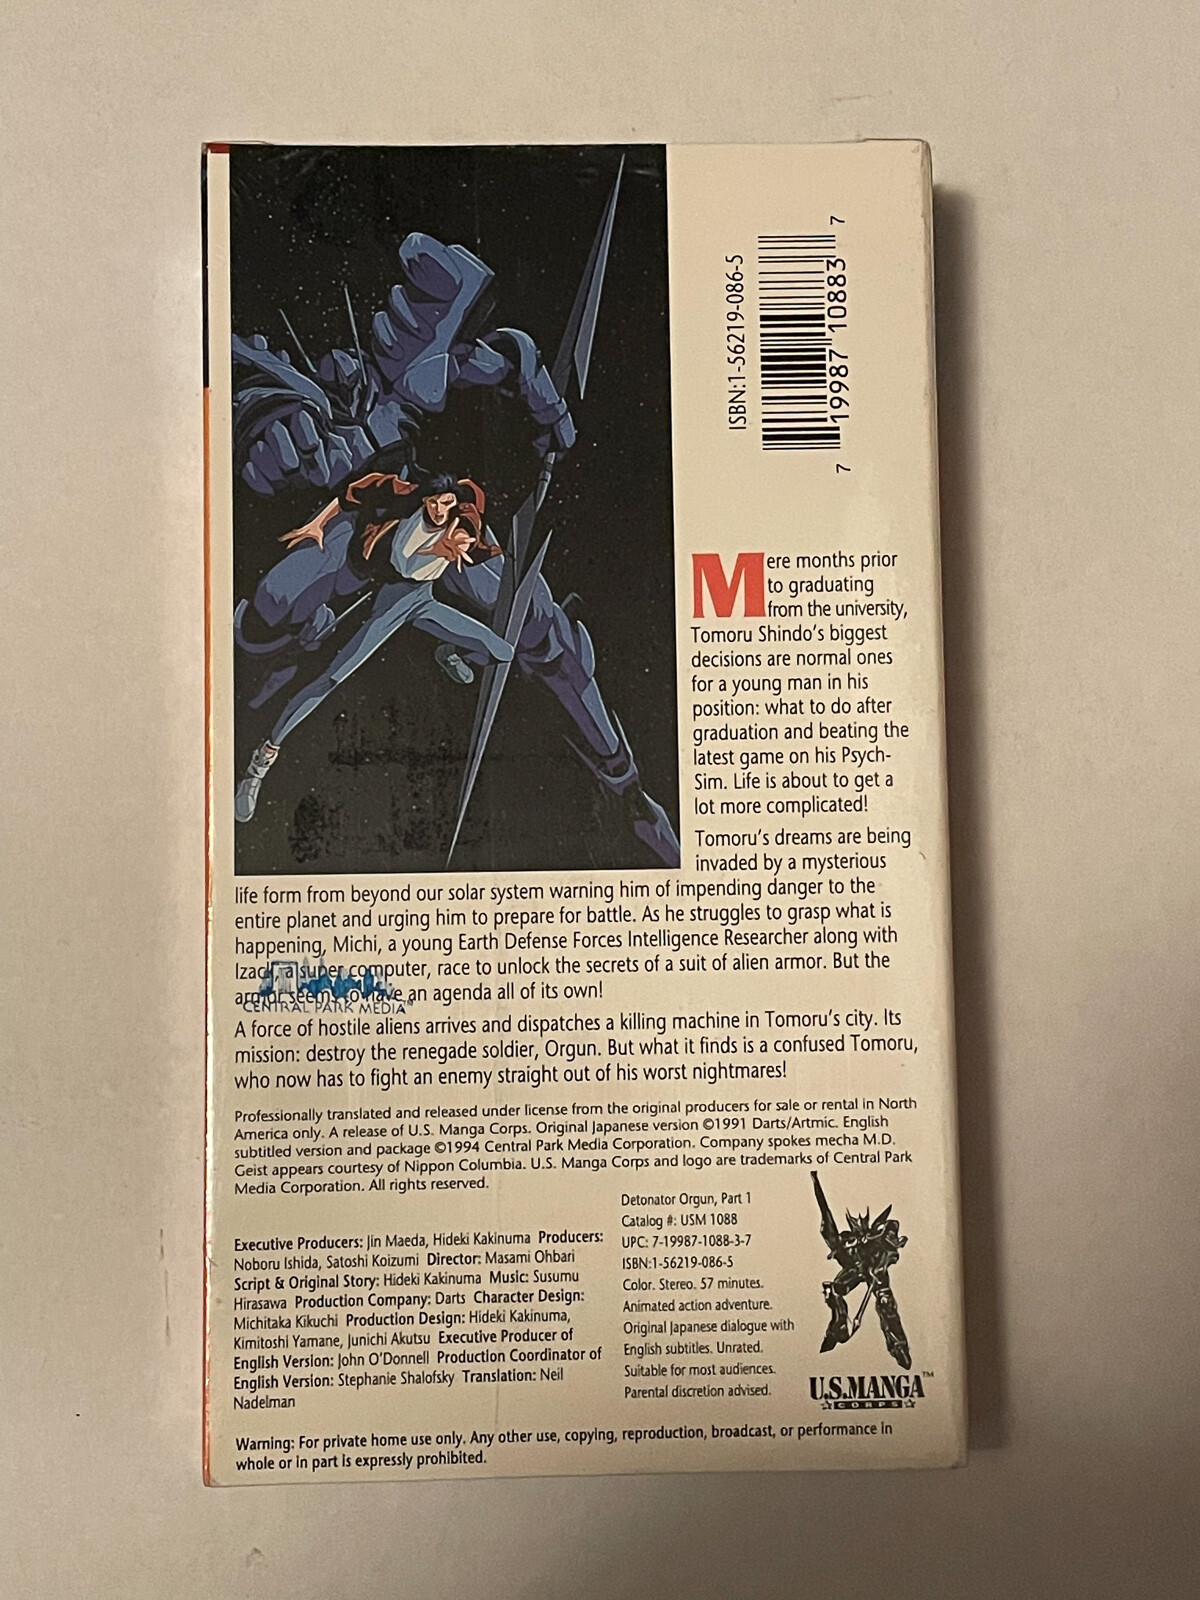 ISBN:1-56219-086-5
7 19987 10883 7
7
Mere months prior
to graduating
from the university,
Tomoru Shindo's biggest
decisions are normal ones
for a young man in his
position: what to do after
graduation and beating the
latest game on his Psych-
Sim. Life is about to get a
lot more complicated!
Tomoru's dreams are being
invaded by a mysterious
life form from beyond our solar system warning him of impending danger to the
entire planet and urging him to prepare for battle. As he struggles to grasp what is
happening, Michi, a young Earth Defense Forces Intelligence Researcher along with
Izack, a super computer, race to unlock the secrets of a suit of alien armor. But the
armor seems to have an agenda all of its own!
CENTRAL PARK MEDIA™
A force of hostile aliens arrives and dispatches a killing machine in Tomoru's city. Its
mission: destroy the renegade soldier, Orgun. But what it finds is a confused Tomoru,
who now has to fight an enemy straight out of his worst nightmares!
Professionally translated and released under license from the original producers for sale or rental in North
America only. A release of U.S. Manga Corps. Original Japanese version ©1991 Darts/Artmic. English
subtitled version and package ©1994 Central Park Media Corporation. Company spokes mecha M.D.
Geist appears courtesy of Nippon Columbia. U.S. Manga Corps and logo are trademarks of Central Park
Media Corporation. All rights reserved.
Executive Producers: Jin Maeda, Hideki Kakinuma Producers:
Noboru Ishida, Satoshi Koizumi Director: Masami Ohbari
Script & Original Story: Hideki Kakinuma Music: Susumu
Hirasawa Production Company: Darts Character Design:
Michitaka Kikuchi Production Design: Hideki Kakinuma,
Kimitoshi Yamane, Junichi Akutsu Executive Producer of
English Version: John O'Donnell Production Coordinator of
English Version: Stephanie Shalofsky Translation: Neil
Nadelman
Detonator Orgun, Part 1
Catalog #: USM 1088
UPC: 7-19987-1088-3-7
ISBN:1-56219-086-5
Color. Stereo. 57 minutes.
Animated action adventure.
Original Japanese dialogue with
English subtitles. Unrated.
Suitable for most audiences.
Parental discretion advised.
U.S.MANGA™
CORPS
Warning: For private home use only. Any other use, copying, reproduction, broadcast, or performance in
whole or in part is expressly prohibited.